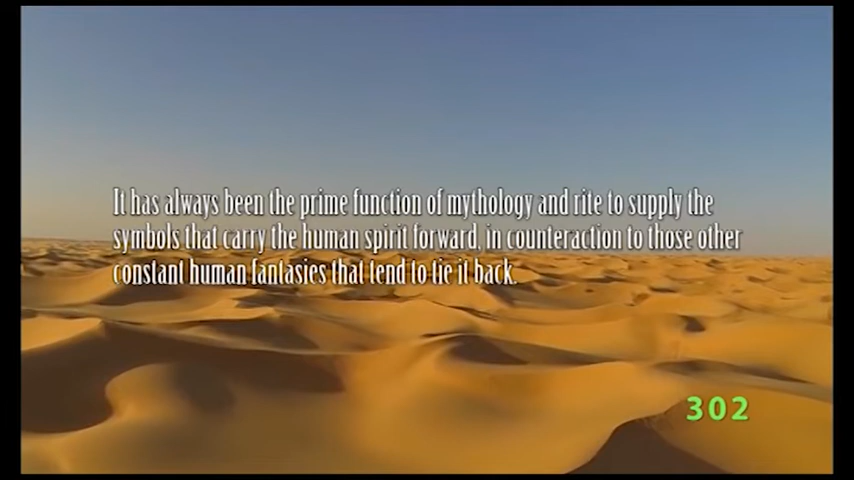 It has always been the prime function of mythology and rite to supply the
symbols that carry the human spirit forward, in counteraction to those other
constant human fantasies that tend to tie it back.
302